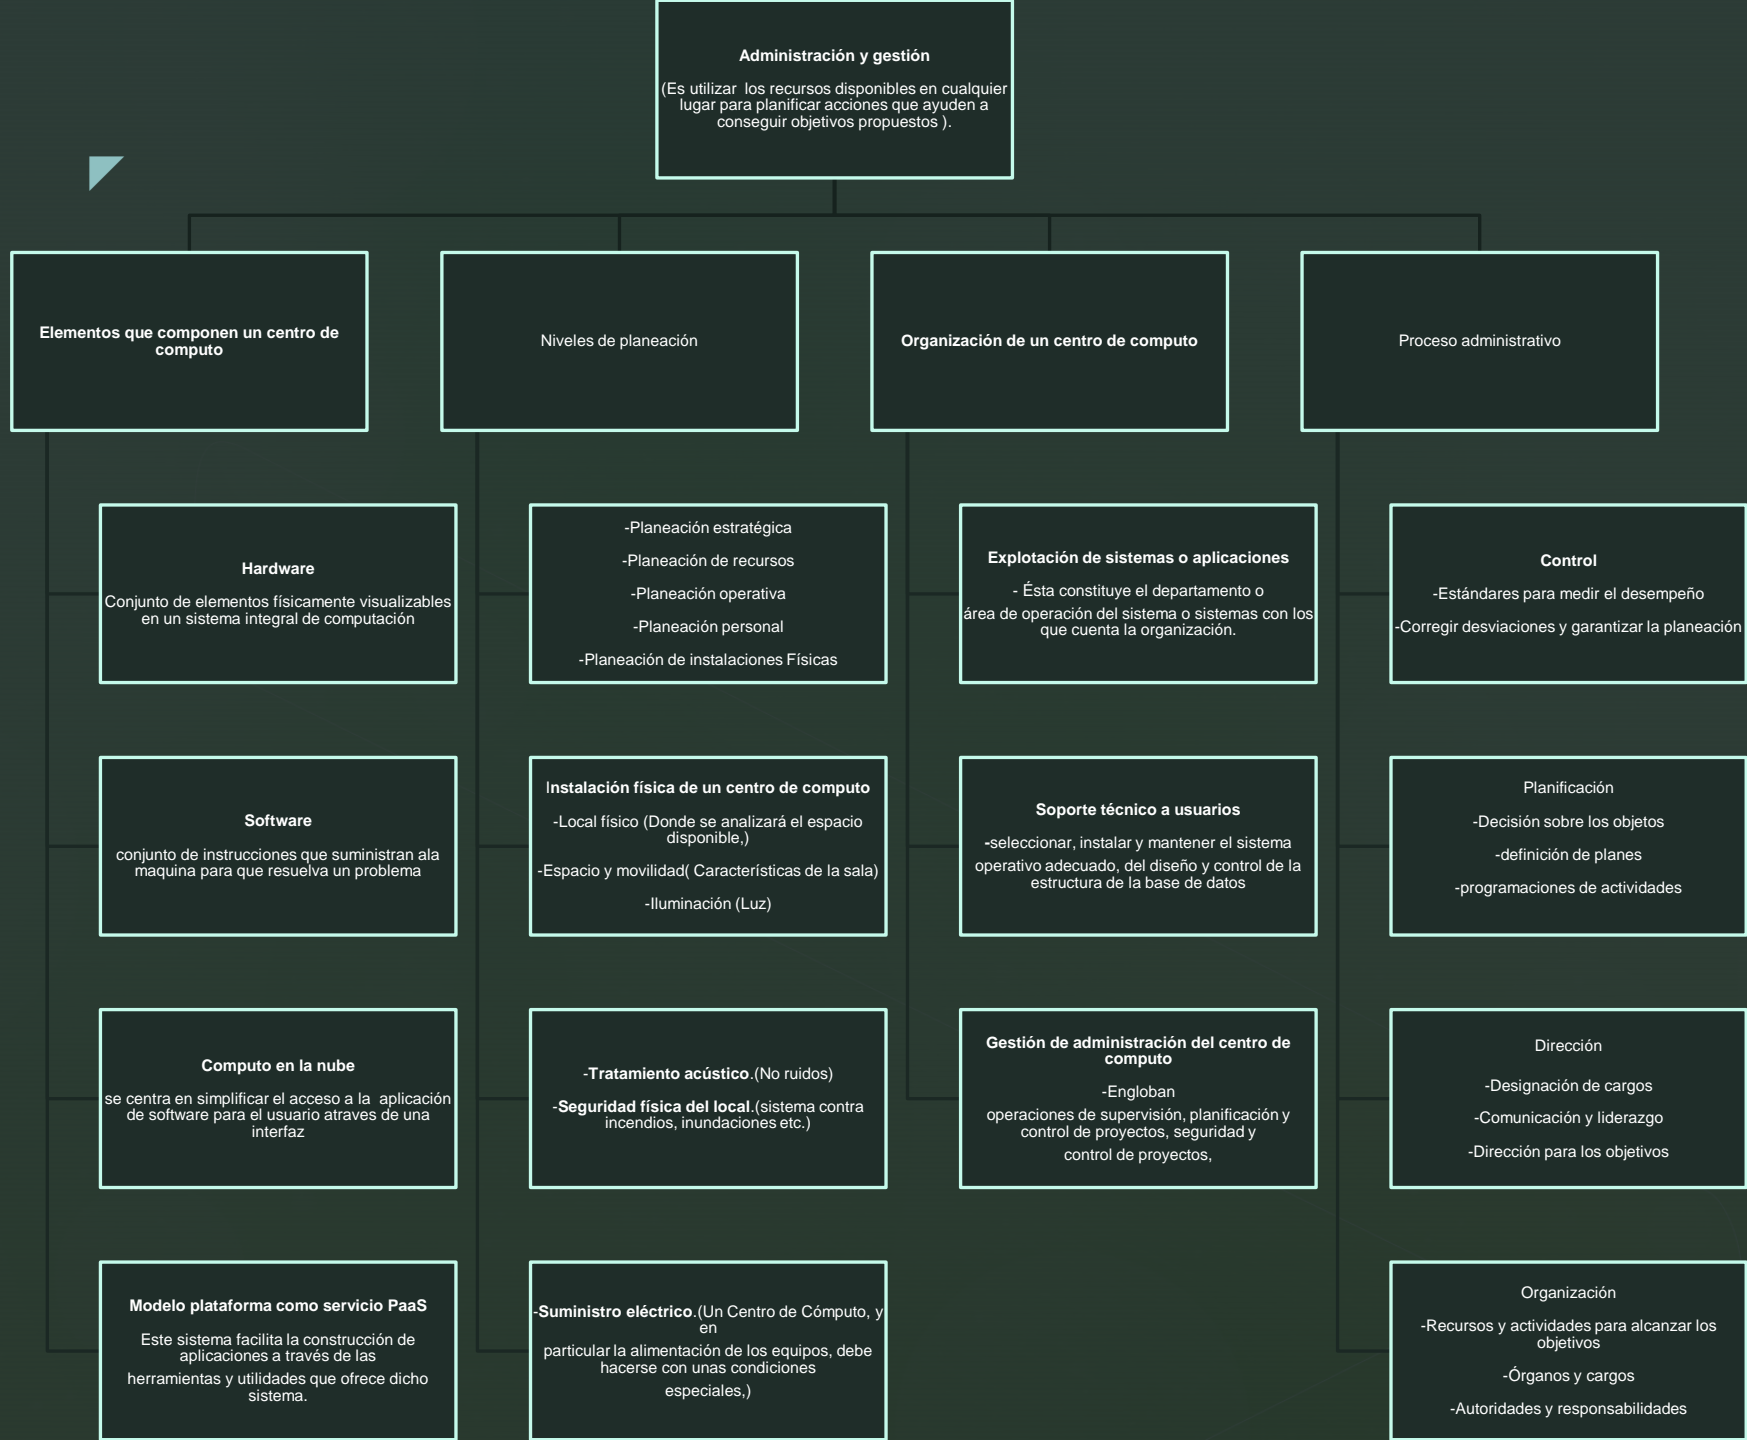 Administración y gestión
(Es utilizar los recursos disponibles en cualquier
lugar para planificar acciones que ayuden a
conseguir objetivos propuestos ).
Elementos que componen un centro de
computo
Niveles de planeación
Organización de un centro de computo
Proceso administrativo
Hardware
Conjunto de elementos físicamente visualizables
en un sistema integral de computación
Software
conjunto de instrucciones que suministran ala
maquina para que resuelva un problema
Computo en la nube
se centra en simplificar el acceso a la aplicación
de software para el usuario atraves de una
interfaz
Modelo plataforma como servicio PaaS
Este sistema facilita la construcción de
aplicaciones a través de las
herramientas y utilidades que ofrece dicho
sistema.
-Planeación estratégica
-Planeación de recursos
-Planeación operativa
-Planeación personal
-Planeación de instalaciones Físicas
Instalación física de un centro de computo
-Local físico (Donde se analizará el espacio
disponible,)
-Espacio y movilidad( Características de la sala)
-Iluminación (Luz)
-Tratamiento acústico.(No ruidos)
-Seguridad física del local.(sistema contra
incendios, inundaciones etc.)
-Suministro eléctrico.(Un Centro de Cómputo, y
en
particular la alimentación de los equipos, debe
hacerse con unas condiciones
especiales,)
Explotación de sistemas o aplicaciones
- Ésta constituye el departamento o
área de operación del sistema o sistemas con los
que cuenta la organización.
Soporte técnico a usuarios
-seleccionar, instalar y mantener el sistema
operativo adecuado, del diseño y control de la
estructura de la base de datos
Gestión de administración del centro de
computo
-Engloban
operaciones de supervisión, planificación y
control de proyectos, seguridad y
control de proyectos,
Control
-Estándares para medir el desempeño
-Corregir desviaciones y garantizar la planeación
Planificación
-Decisión sobre los objetos
-definición de planes
-programaciones de actividades
Dirección
-Designación de cargos
-Comunicación y liderazgo
-Dirección para los objetivos
Organización
-Recursos y actividades para alcanzar los
objetivos
-Órganos y cargos
-Autoridades y responsabilidades